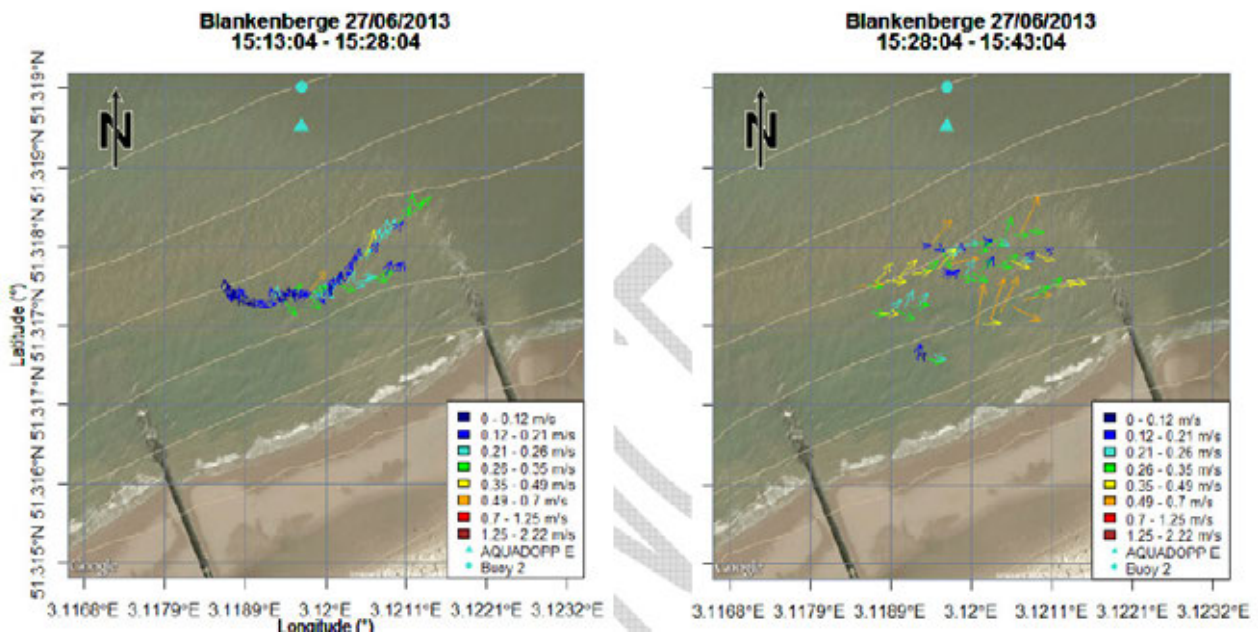 Blankenberge 27/06/2013
15:13:04 - 15:28:04
N
Latitude (°)
51.319°N
51.319°N
51.318°N
51.318°N
51.317°N
51.317°N
51.316°N
51.315°N
0 - 0.12 m/s
0.12 - 0.21 m/s
0.21 - 0.26 m/s
0.26 - 0.35 m/s
0.35 - 0.49 m/s
0.49 - 0.7 m/s
0.7 - 1.25 m/s
1.25 - 2.22 m/s
AQUADOPP E
Buoy 2
Google
3.1168°E 3.1179°E 3.1189°E 3.12°E 3.1211°E 3.1221°E 3.1232°E
Longitude (°)
Blankenberge 27/06/2013
15:28:04 - 15:43:04
N
0 - 0.12 m/s
0.12 - 0.21 m/s
0.21 - 0.26 m/s
0.26 - 0.35 m/s
0.35 - 0.49 m/s
0.49 - 0.7 m/s
0.7 - 1.25 m/s
1.25 - 2.22 m/s
AQUADOPP E
Buoy 2
Google
3.1168°E 3.1179°E 3.1189°E 3.12°E 3.1211°E 3.1221°E 3.1232°E